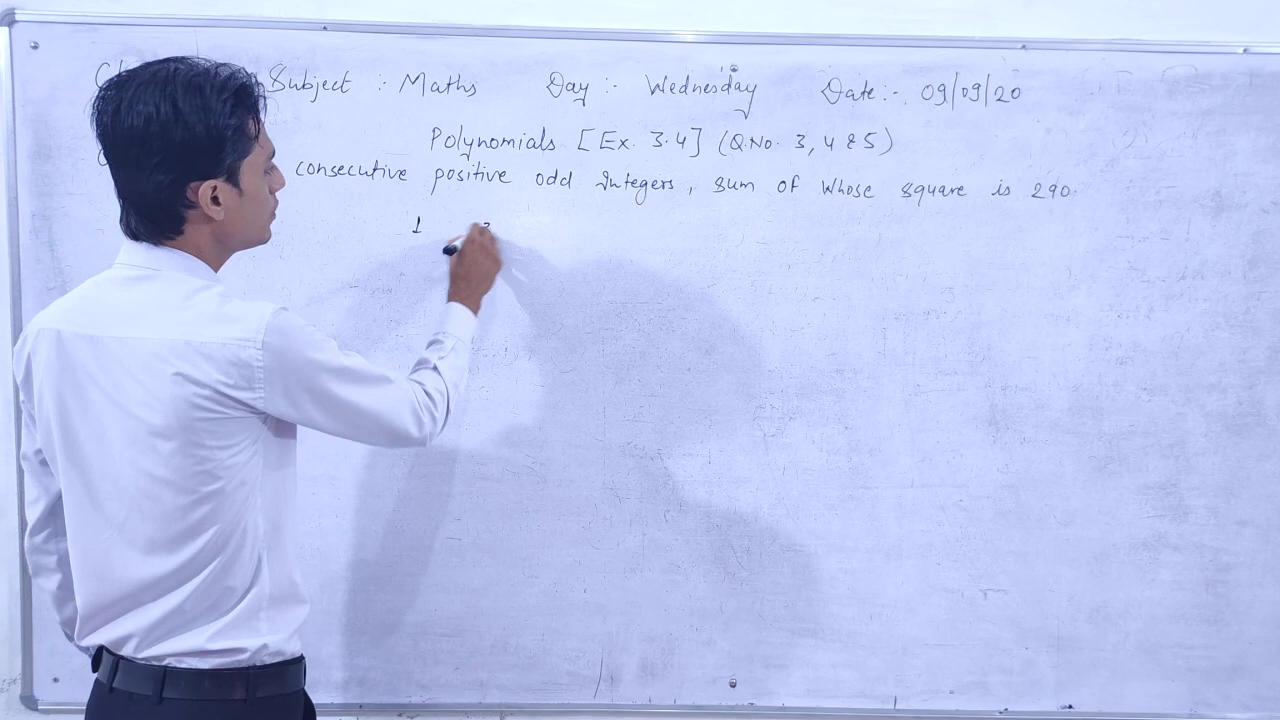 Subject :- Maths Day :- Wednesday Date :- 09/09/20
Polynomials [Ex. 3.4] (Q.No. 3, 4 & 5)
consecutive positive odd Integers, sum of whose square is 290.
1